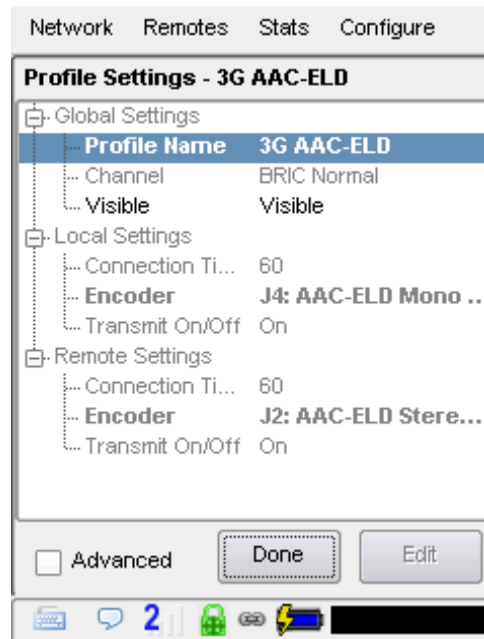 Network Remotes Stats Configure
Profile Settings - 3G AAC-ELD
Global Settings
Profile Name 3G AAC-ELD
Channel BRIC Normal
Visible Visible
Local Settings
Connection Ti... 60
Encoder J4: AAC-ELD Mono ..
Transmit On/Off On
Remote Settings
Connection Ti... 60
Encoder J2: AAC-ELD Stere...
Transmit On/Off On
Advanced Done Edit
2